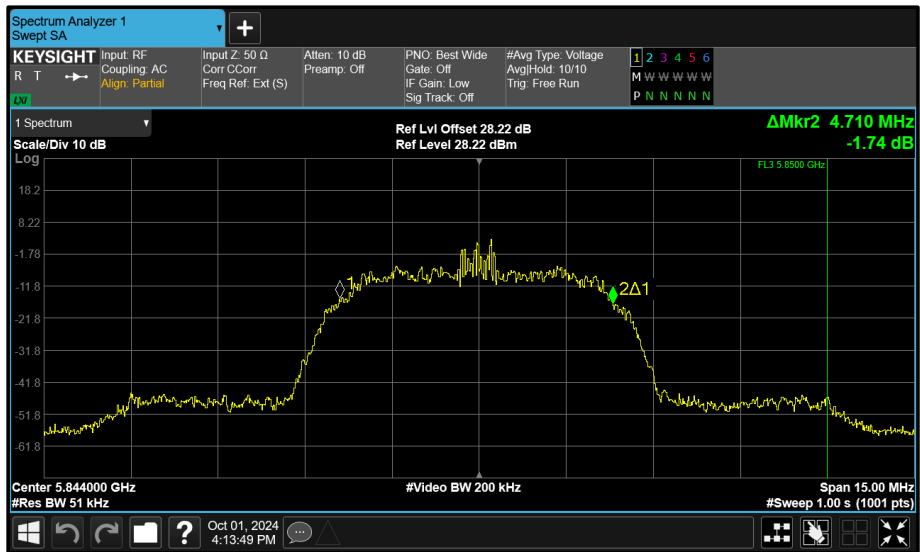 Spectrum Analyzer 1
Swept SA
+
KEYSIGHT
R T
LXI
Input: RF
Coupling: AC
Align: Partial
Input Z: 50 Ω
Corr CCorr
Freq Ref: Ext (S)
Atten: 10 dB
Preamp: Off
PNO: Best Wide
Gate: Off
IF Gain: Low
Sig Track: Off
#Avg Type: Voltage
Avg|Hold: 10/10
Trig: Free Run
1 2 3 4 5 6
M W W W W W
P N N N N N
1 Spectrum
Scale/Div 10 dB
Ref Lvl Offset 28.22 dB
Ref Level 28.22 dBm
ΔMkr2 4.710 MHz
-1.74 dB
Log
FL3 5.8500 GHz
18.2
8.22
-1.78
-11.8
-21.8
-31.8
-41.8
-51.8
-61.8
1
2Δ1
Center 5.844000 GHz
#Video BW 200 kHz
Span 15.00 MHz
#Res BW 51 kHz
#Sweep 1.00 s (1001 pts)
?
Oct 01, 2024
4:13:49 PM